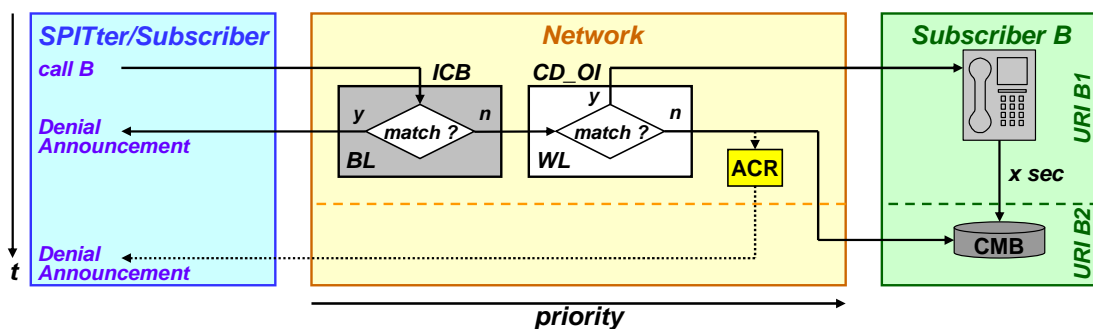 SPITter/Subscriber
Network
Subscriber B
call B
ICB
CD_OI
y
n
y
n
match ?
match ?
BL
WL
Denial
Announcement
ACR
URI B1
x sec
CMB
URI B2
Denial
Announcement
t
priority